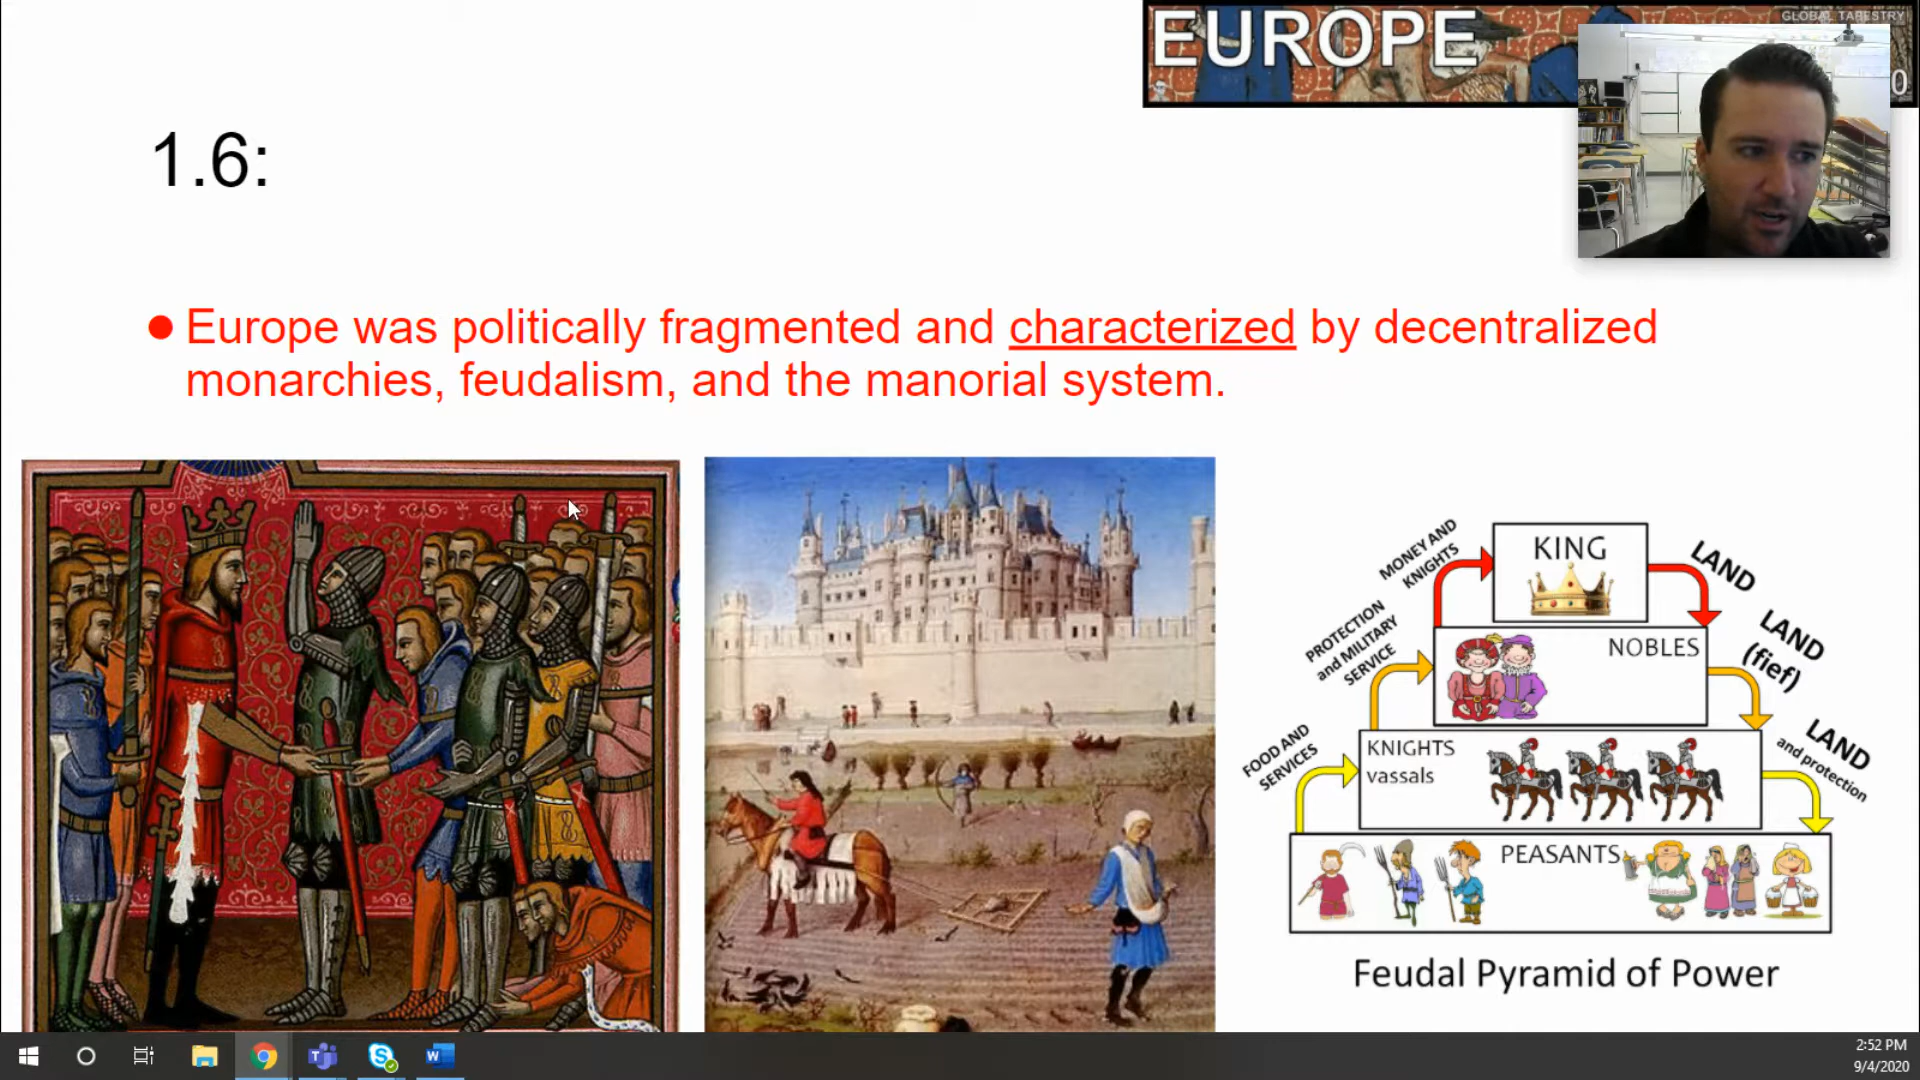 GLOBAL TAPESTRY
EUROPE
0
1.6:
● Europe was politically fragmented and characterized by decentralized
monarchies, feudalism, and the manorial system.
MONEY AND
KNIGHTS
KING
LAND
PROTECTION
and MILITARY
SERVICE
NOBLES
LAND
(fief)
FOOD AND
SERVICES
KNIGHTS
vassals
LAND
and protection
PEASANTS
Feudal Pyramid of Power
2:52 PM
9/4/2020